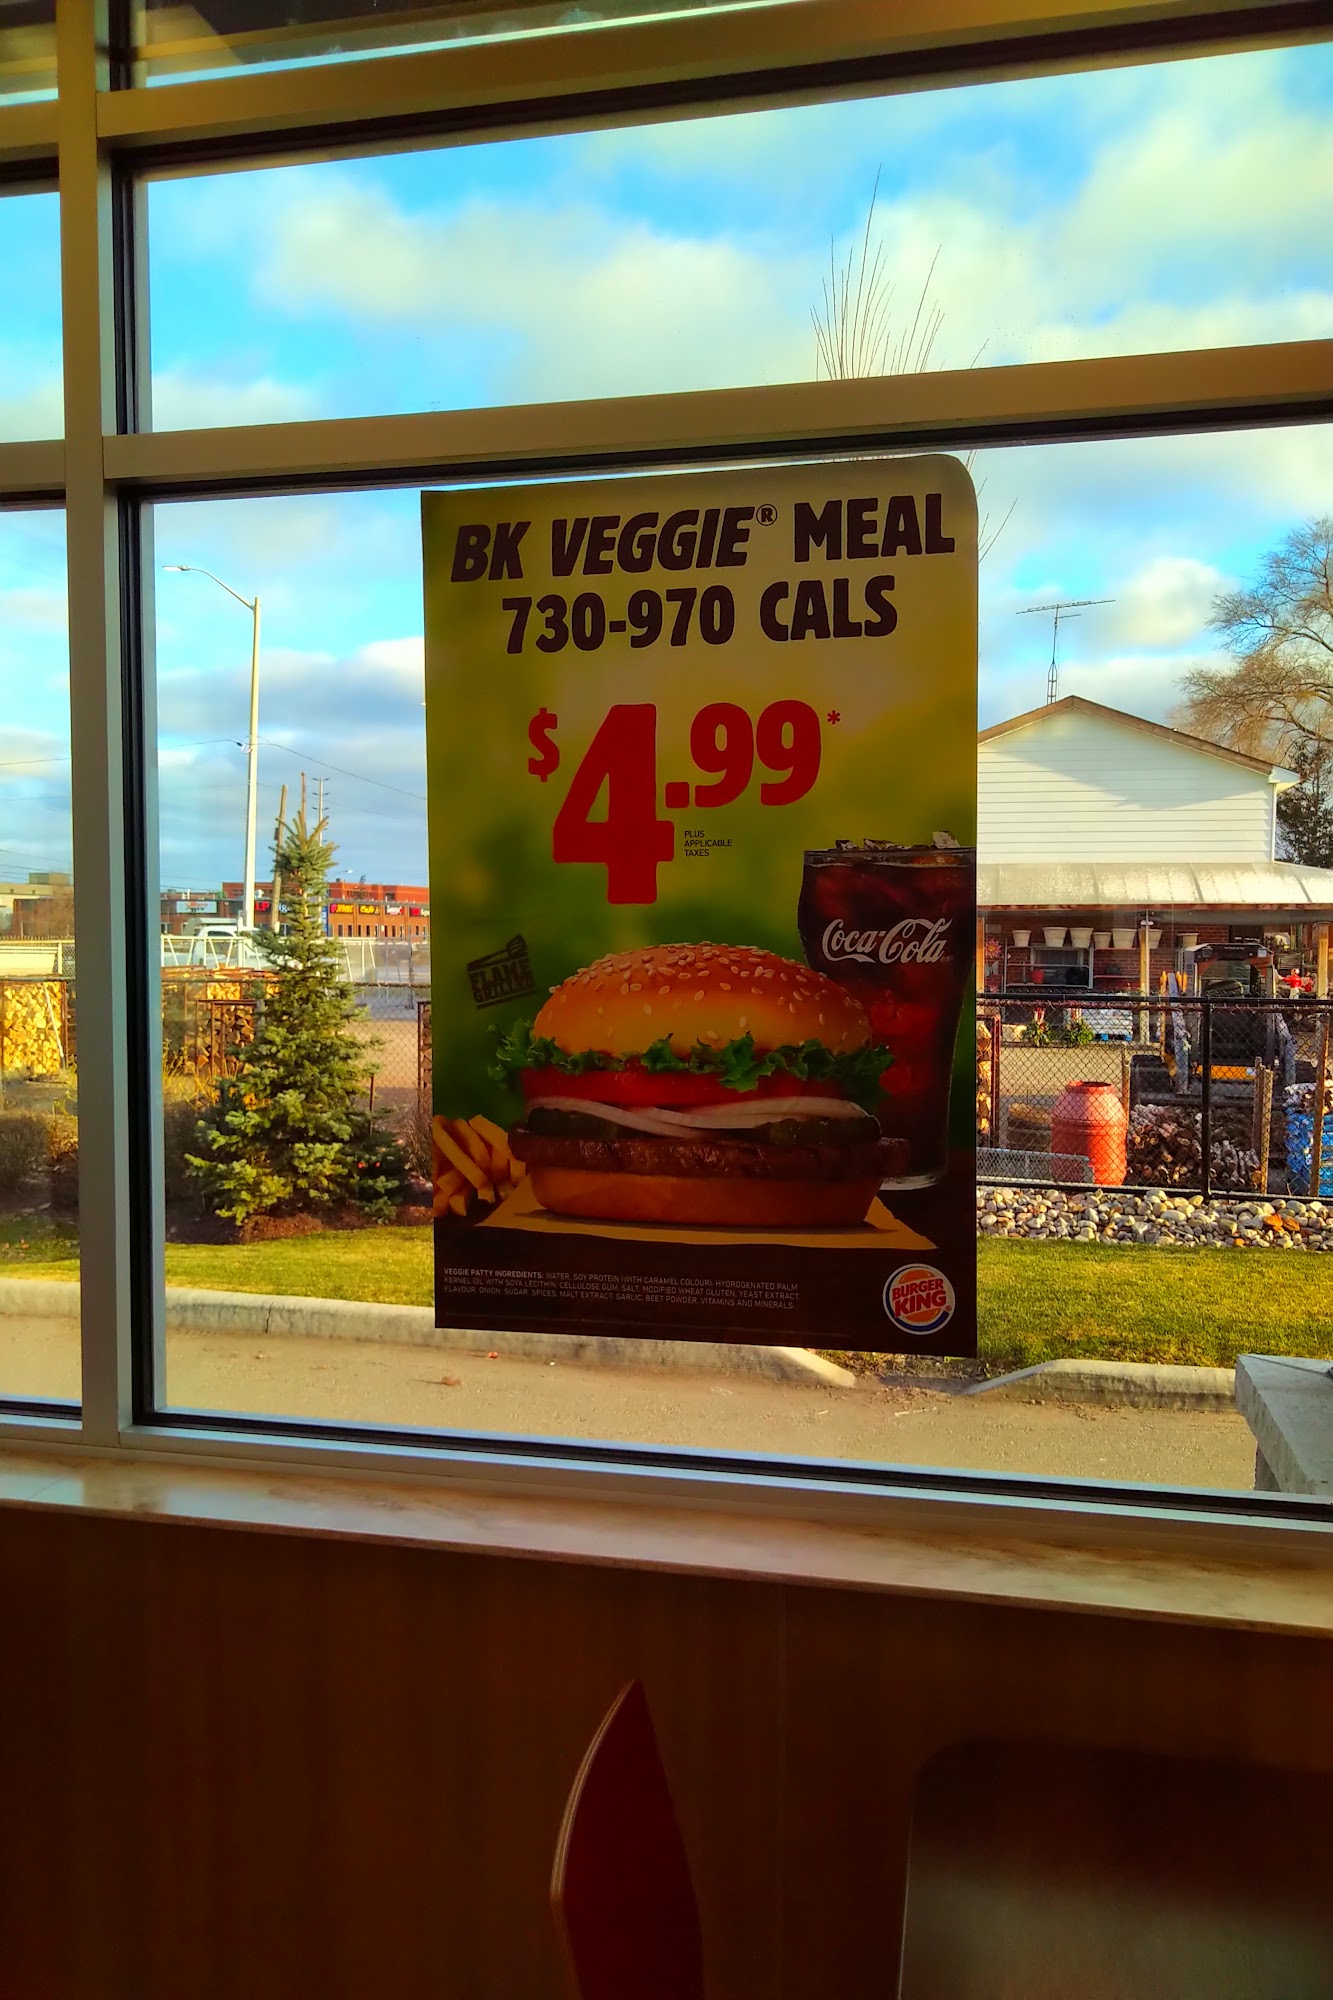 BK VEGGIE® MEAL
730-970 CALS
$4.99*
PLUS
APPLICABLE
TAXES
Coca-Cola
FLAME
GRILLED
VEGGIE PATTY INGREDIENTS: WATER, SOY PROTEIN (WITH CARAMEL COLOUR), HYDROGENATED PALM
KERNEL OIL WITH SOYA LECITHIN, CELLULOSE GUM, SALT, MODIFIED WHEAT GLUTEN, YEAST EXTRACT,
FLAVOUR, ONION, SUGAR, SPICES, MALT EXTRACT, GARLIC, BEET POWDER, VITAMINS AND MINERALS.
BURGER
KING®